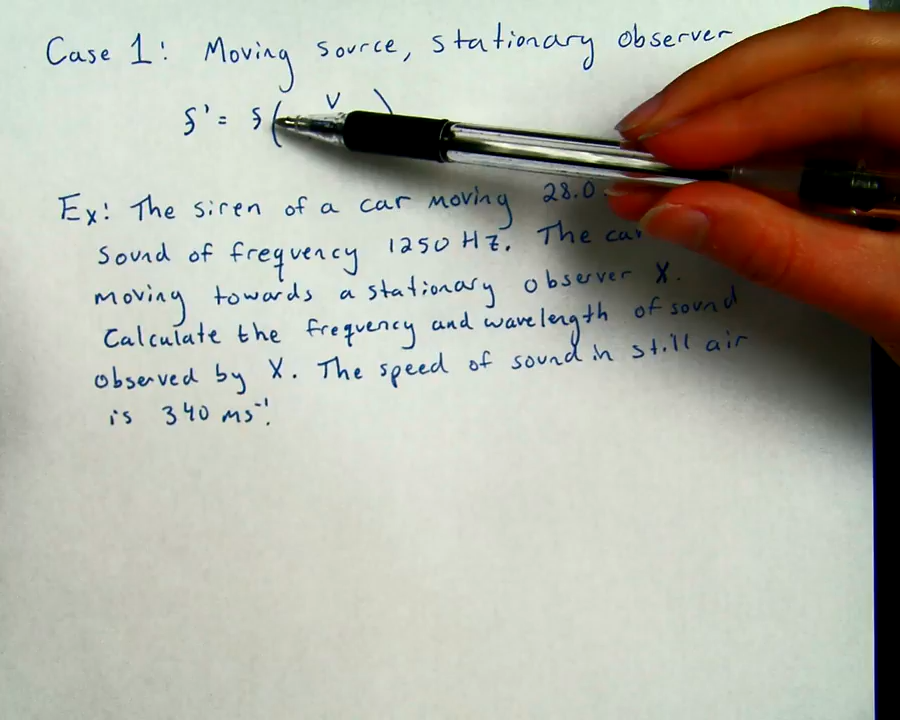 Case 1: Moving source, stationary observer
f' = f ( v )
Ex: The siren of a car moving 28.0
Sound of frequency 1250 Hz. The
moving towards a stationary observer X.
Calculate the frequency and wavelength of sound
observed by X. The speed of sound in still air
is 340 ms⁻¹.